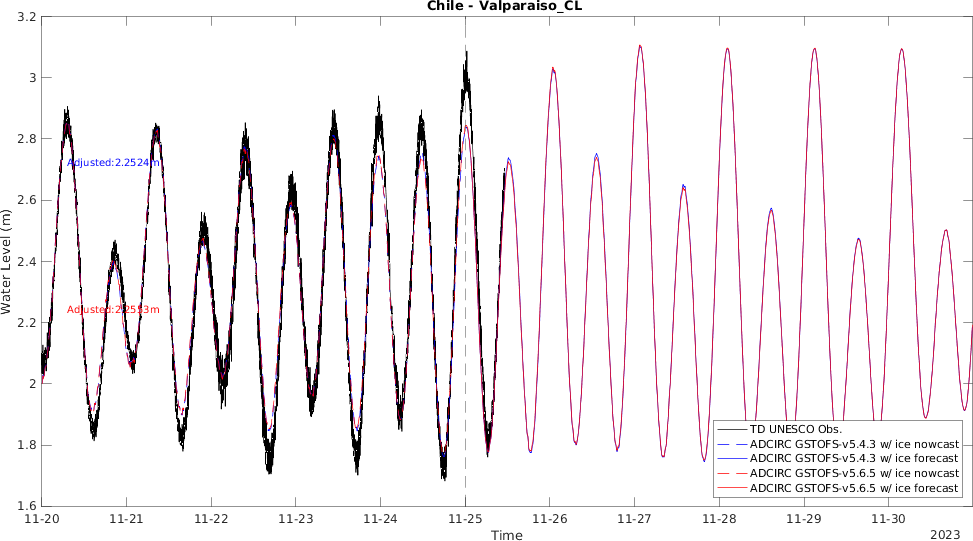 Chile - Valparaiso_CL
3.2
3
2.8
2.6
2.4
2.2
2
1.8
1.6
Water Level (m)
Adjusted:2.2524m
Adjusted:2.2593m
TD UNESCO Obs.
ADCIRC GSTOFS-v5.4.3 w/ ice nowcast
ADCIRC GSTOFS-v5.4.3 w/ ice forecast
ADCIRC GSTOFS-v5.6.5 w/ ice nowcast
ADCIRC GSTOFS-v5.6.5 w/ ice forecast
11-20 11-21 11-22 11-23 11-24 11-25 11-26 11-27 11-28 11-29 11-30
Time
2023